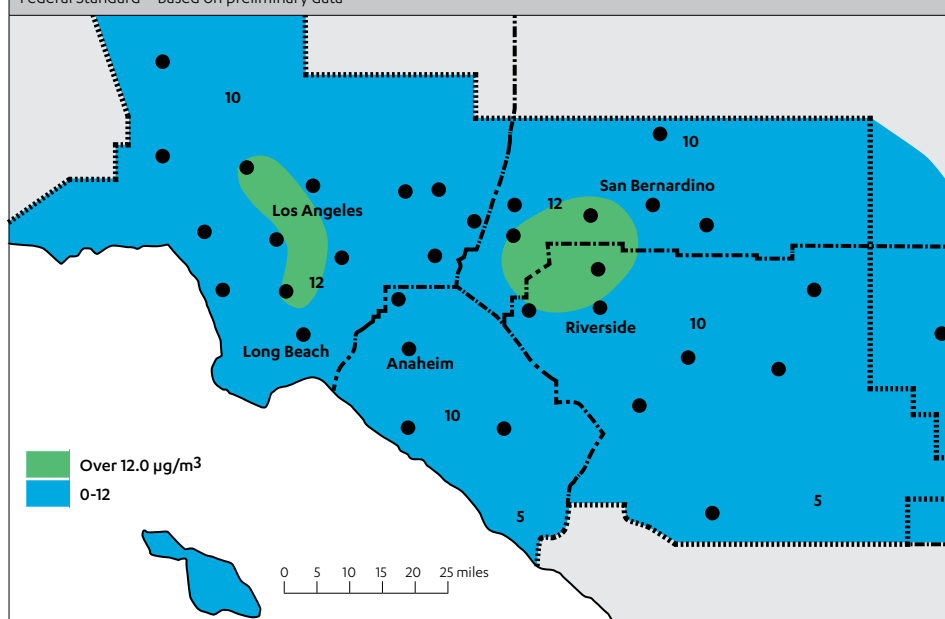 Federal Standard – Based on preliminary data
10
10
San Bernardino
12
Los Angeles
12
10
Riverside
Long Beach
Anaheim
10
Over 12.0 µg/m3
0-12
5
5
0 5 10 15 20 25 miles